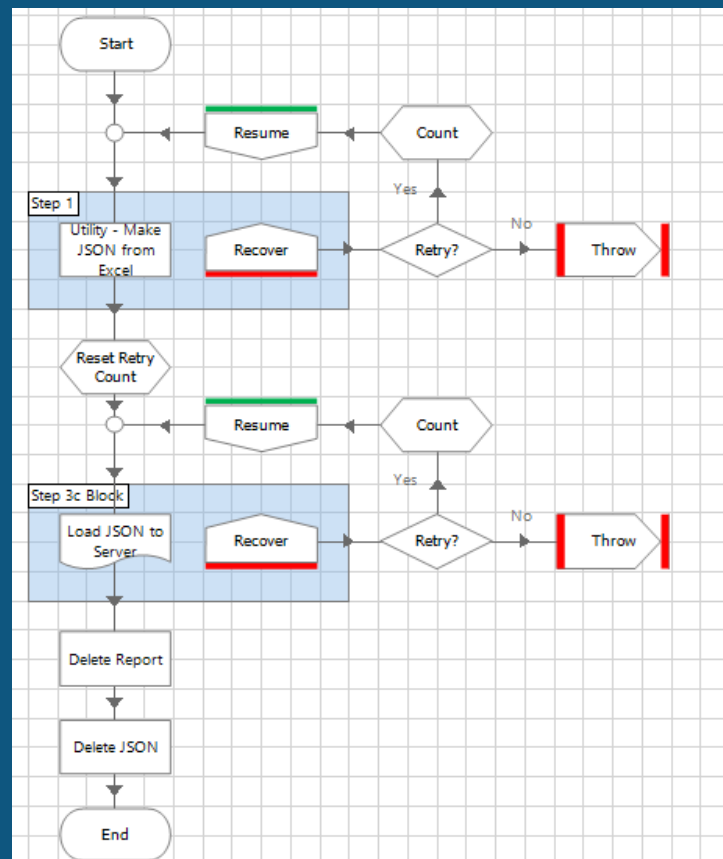 Start
Resume
Count
Yes
Step 1
Utility - Make
JSON from
Excel
Recover
Retry?
No
Throw
Reset Retry
Count
Resume
Count
Yes
Step 3c Block
Load JSON to
Server
Recover
Retry?
No
Throw
Delete Report
Delete JSON
End